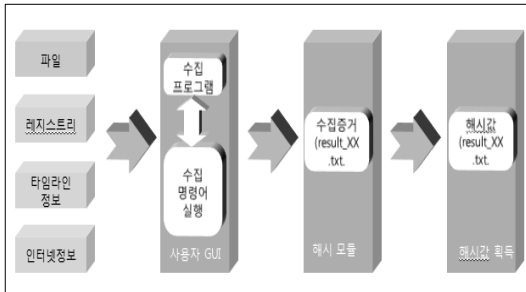 파일
레지스트리
타임라인
정보
인터넷정보
수집
프로그램
수집
명령어
실행
사용자 GUI
수집증거
(result_XX
.txt.
해시 모듈
해시값
(result_XX
.txt.
해시값 획득